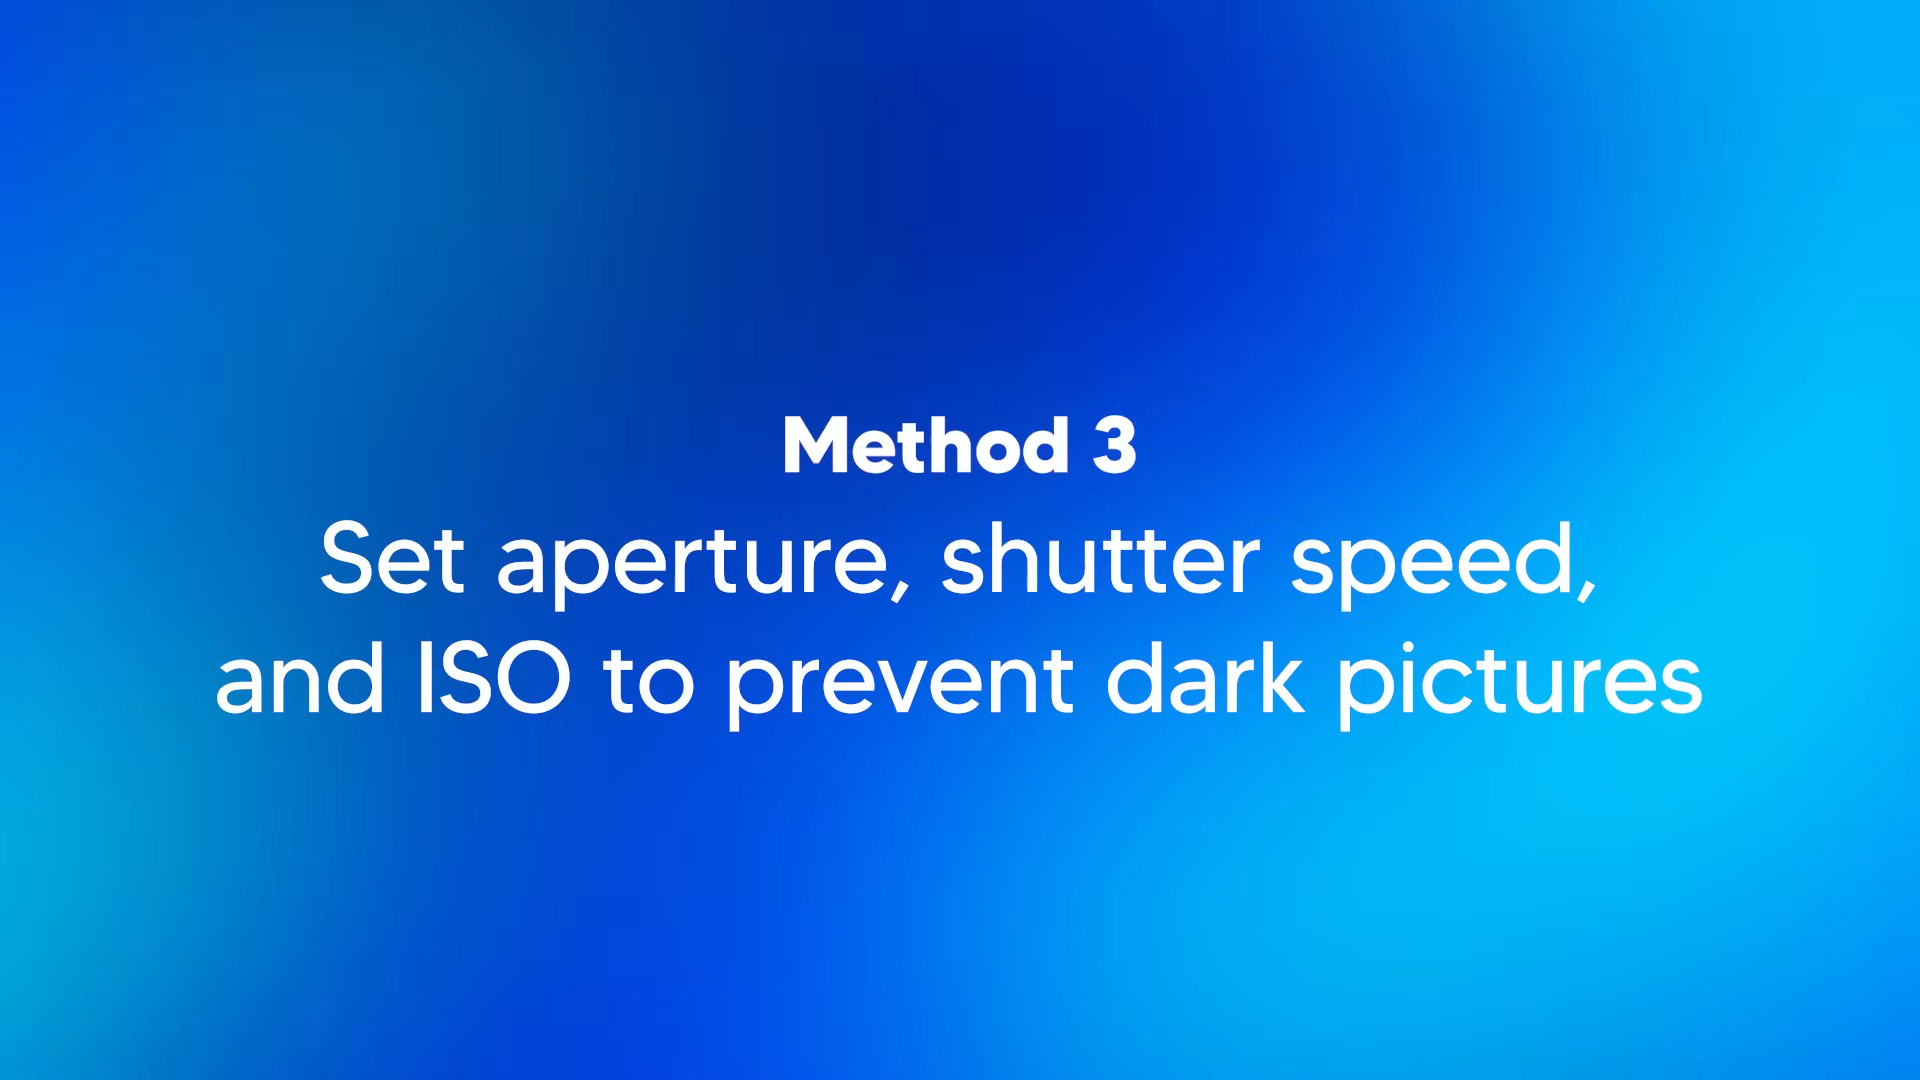 Method 3
Set aperture, shutter speed,
and ISO to prevent dark pictures